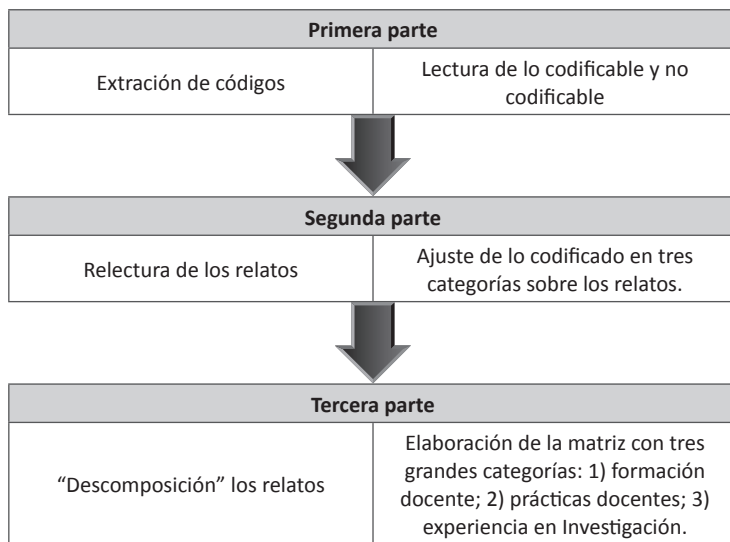 Primera parte
Extracción de códigos
Lectura de lo codificable y no
codificable
Segunda parte
Relectura de los relatos
Ajuste de lo codificado en tres
categorías sobre los relatos.
Tercera parte
“Descomposición” los relatos
Elaboración de la matriz con tres
grandes categorías: 1) formación
docente; 2) prácticas docentes; 3)
experiencia en Investigación.